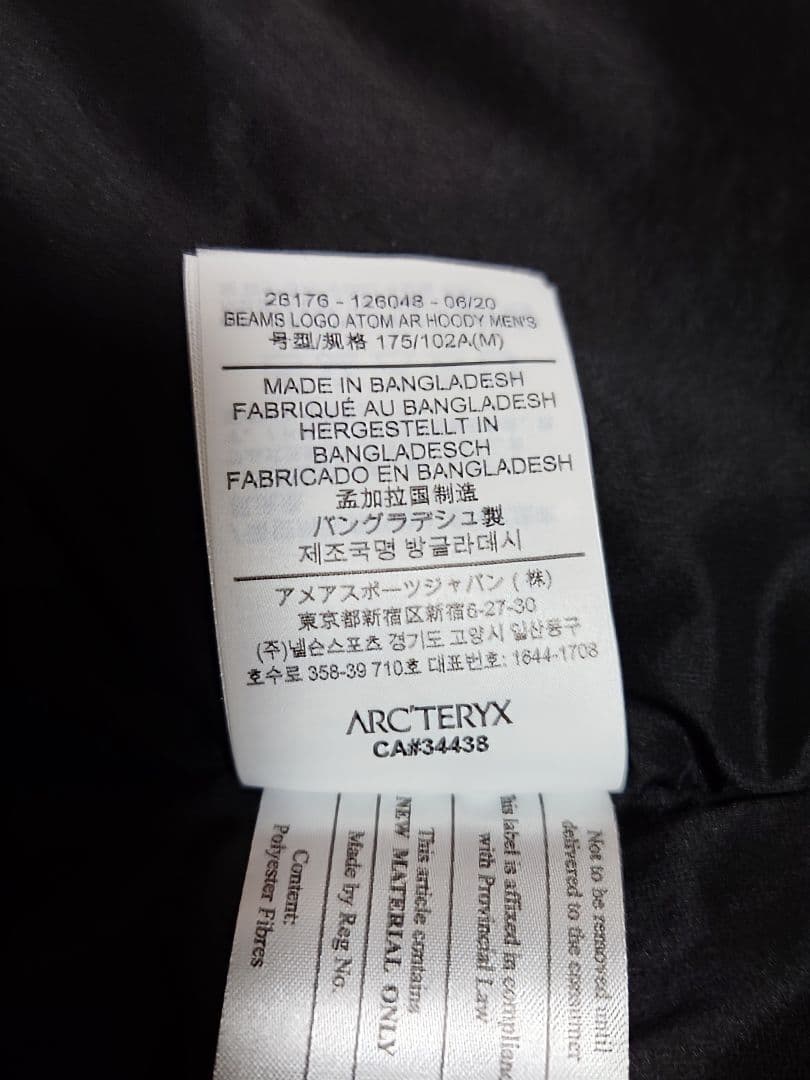 26176 - 126048 - 06/20
BEAMS LOGO ATOM AR HOODY MEN'S
号型/规格 175/102A(M)
MADE IN BANGLADESH
FABRIQUÉ AU BANGLADESH
HERGESTELLT IN
BANGLADESCH
FABRICADO EN BANGLADESH
孟加拉国制造
バングラデシュ製
제조국명 방글라데시
アメアスポーツジャパン ( 株)
東京都新宿区新宿6-27-30
(주)넬슨스포츠 경기도 고양시 일산동구
호수로 358-39 710호 대표번호: 1644-1708
ARC'TERYX
CA#34438
Not to be removed until
delivered to the consumer
This label is affixed in
with Provincial Law
This article contains
NEW MATERIAL ONLY
Made by Reg No.
Content:
Polyester Fibres